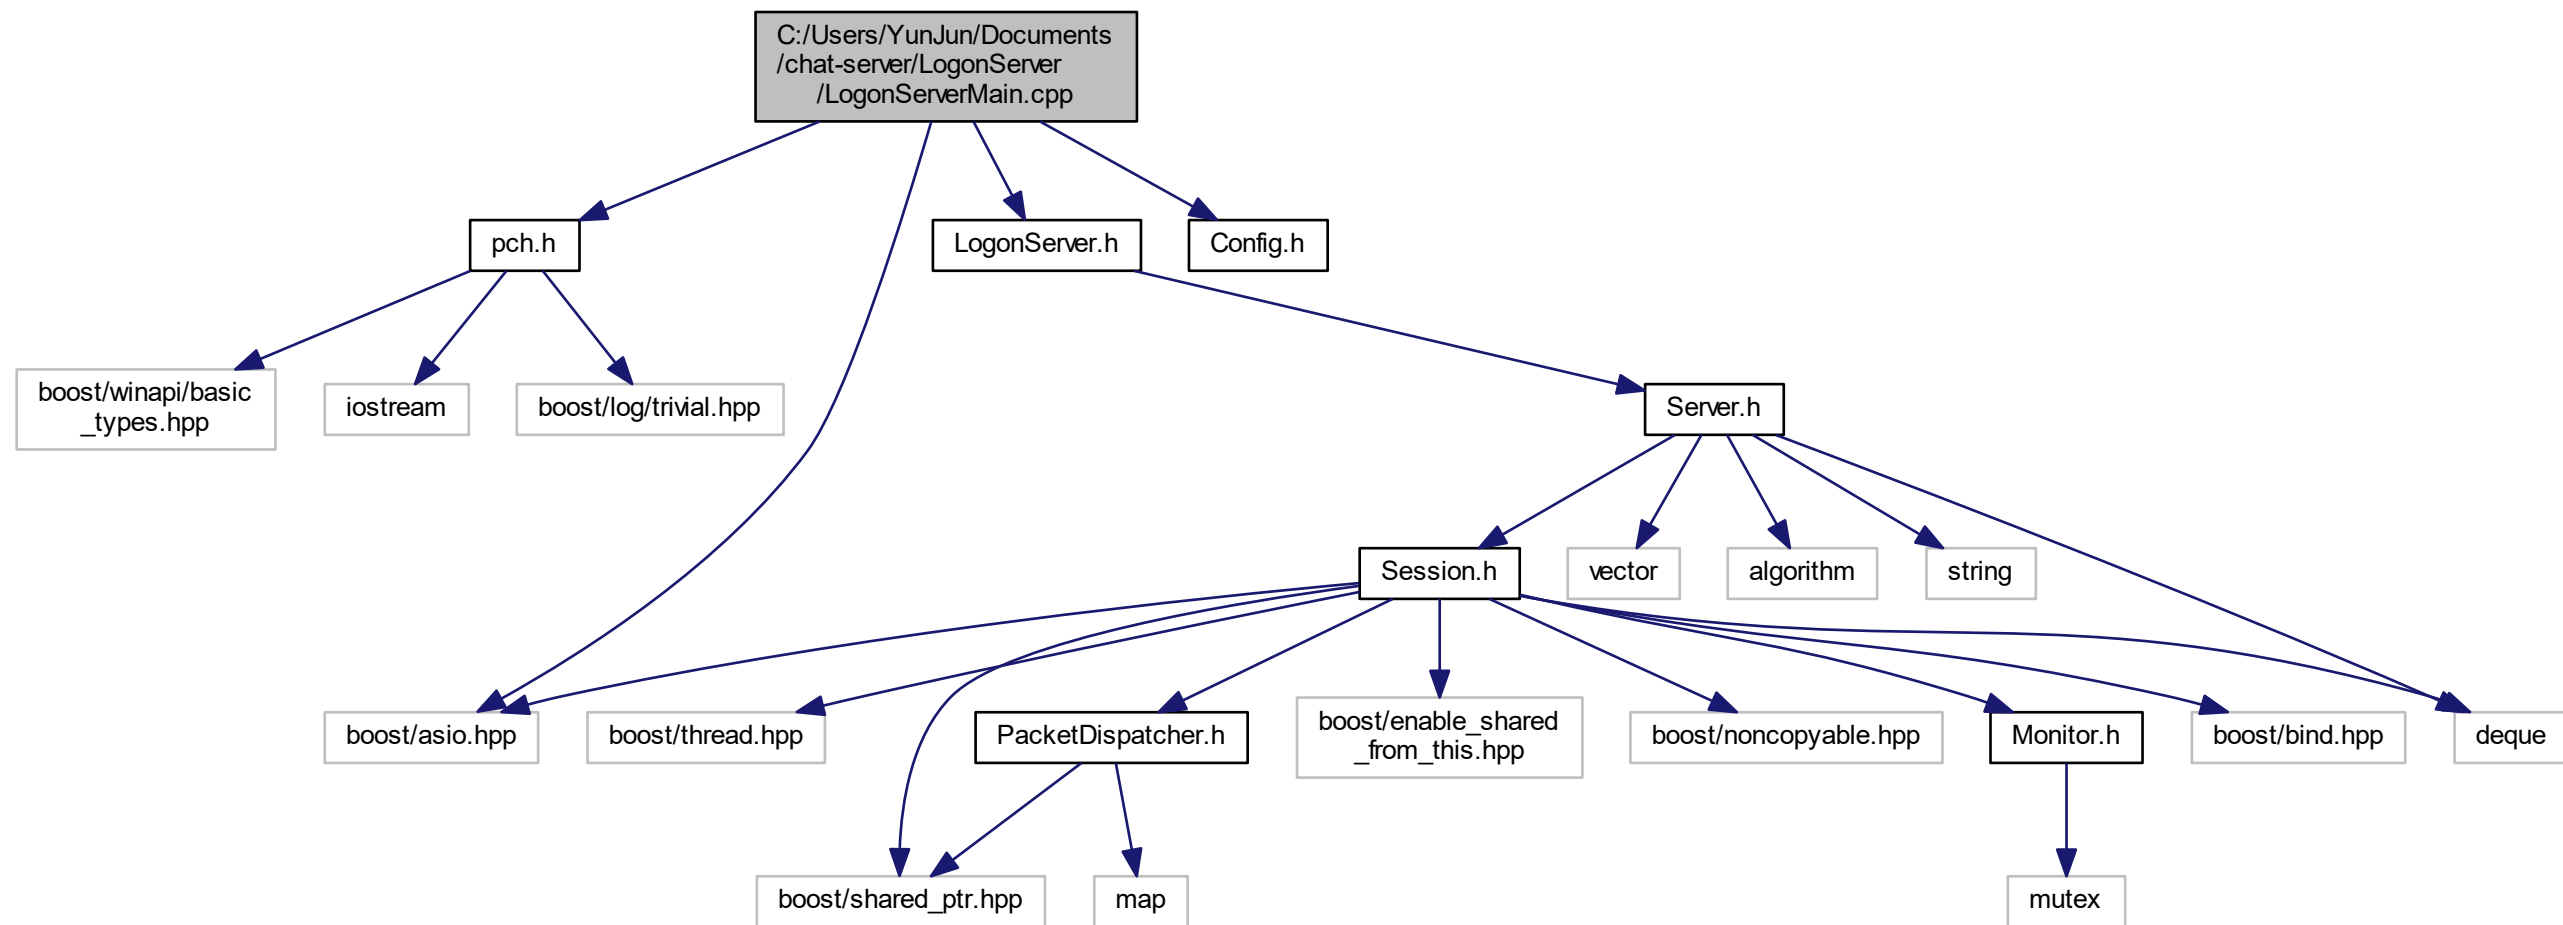 C:/Users/YunJun/Documents
/chat-server/LogonServer
/LogonServerMain.cpp
pch.h
LogonServer.h
Config.h
boost/winapi/basic
_types.hpp
iostream
boost/log/trivial.hpp
Server.h
Session.h
vector
algorithm
string
boost/asio.hpp
boost/thread.hpp
PacketDispatcher.h
boost/enable_shared
_from_this.hpp
boost/noncopyable.hpp
Monitor.h
boost/bind.hpp
deque
boost/shared_ptr.hpp
map
mutex